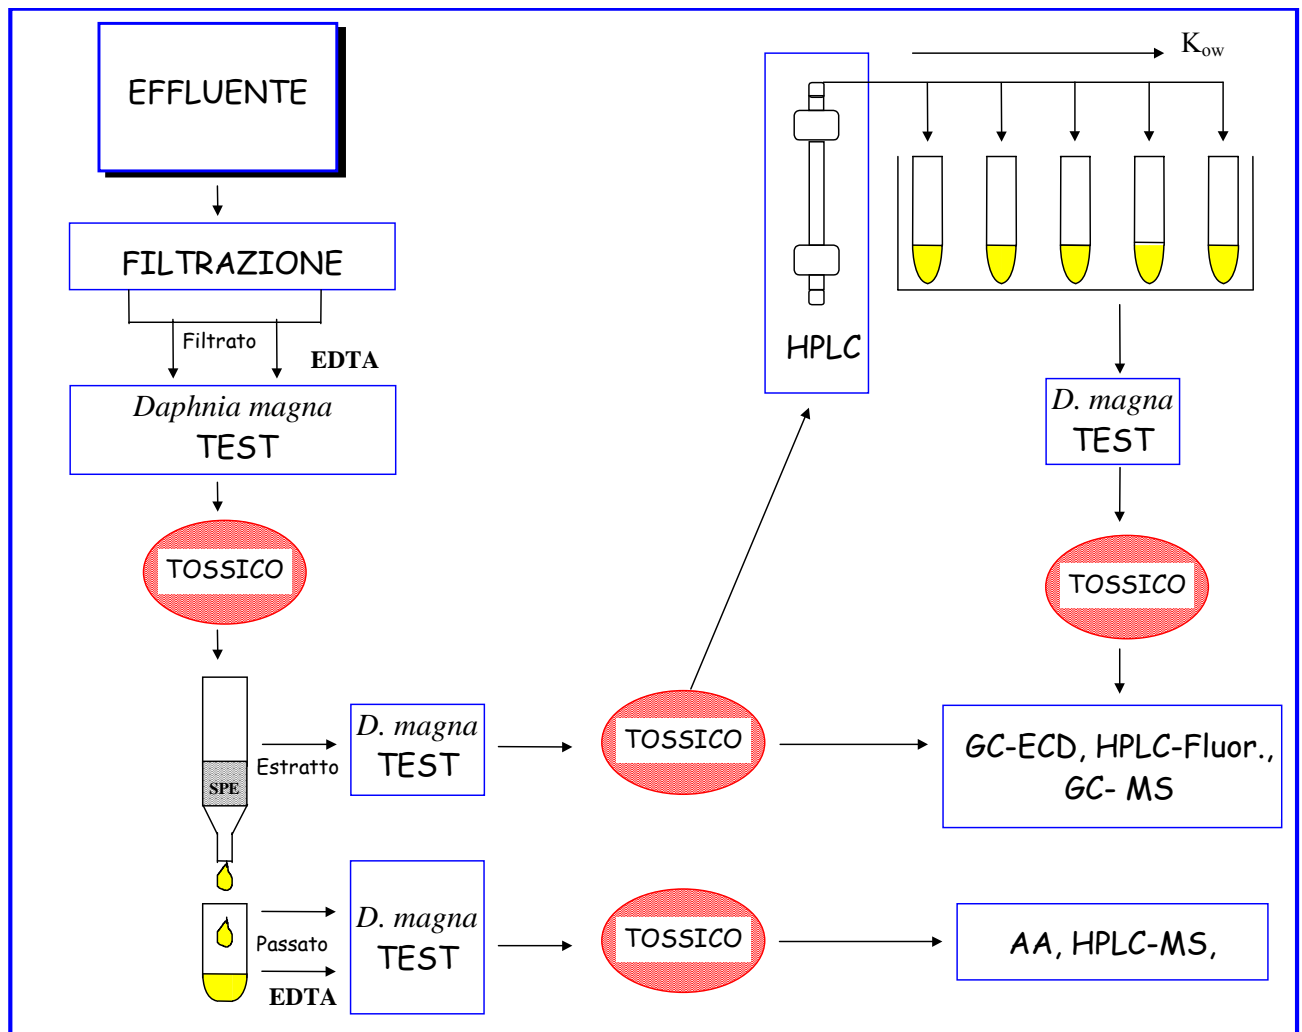 EFFLUENTE
FILTRAZIONE
Filtrato
EDTA
Daphnia magna
TEST
TOSSICO
SPE
Estratto
D. magna
TEST
TOSSICO
Passato
EDTA
D. magna
TEST
TOSSICO
HPLC
Kow
D. magna
TEST
TOSSICO
GC-ECD, HPLC-Fluor.,
GC- MS
AA, HPLC-MS,